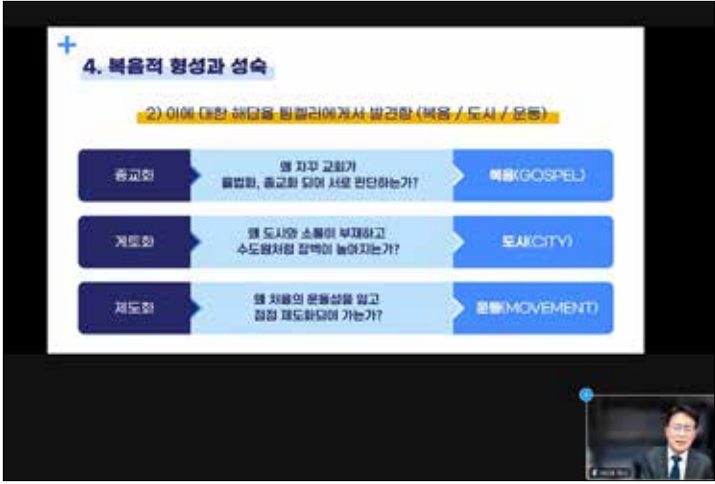 4. 복음적 형성과 성숙
2) 이에 대한 해답을 팀켈러에게서 발견함 (복음 / 도시 / 운동)
종교화
왜 자꾸 교회가
율법화, 종교화 되어 서로 판단하는가?
복음(GOSPEL)
게토화
왜 도시와 소통이 부재하고
수도원처럼 장벽이 높아지는가?
도시(CITY)
제도화
왜 처음의 운동성을 잃고
점점 제도화되어 가는가?
운동(MOVEMENT)